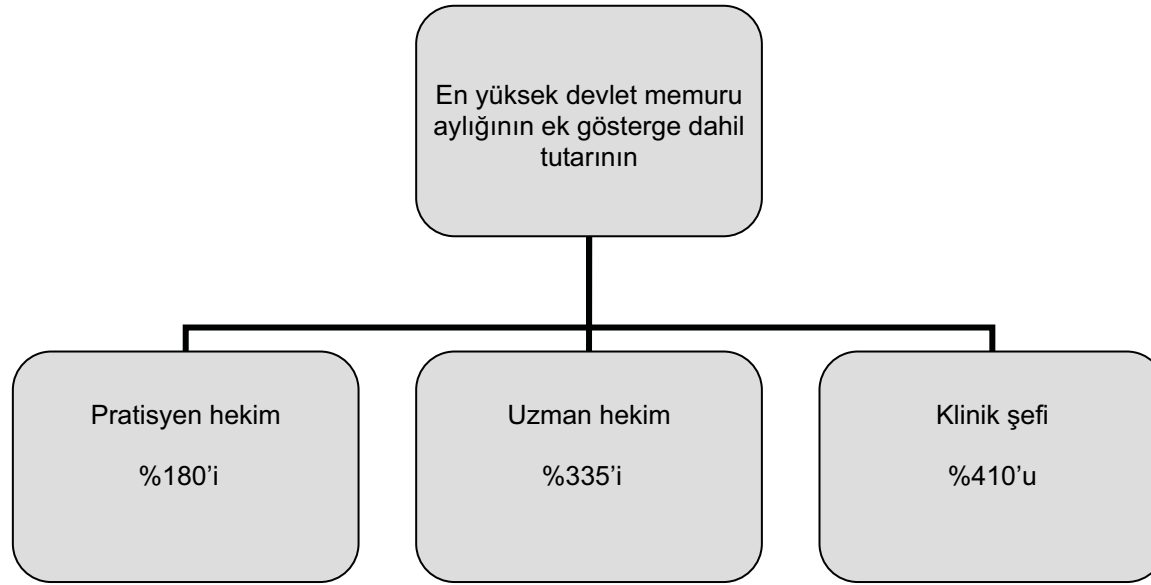 En yüksek devlet memuru
aylığının ek gösterge dahil
tutarının
Pratisyen hekim
%180’i
Uzman hekim
%335’i
Klinik şefi
%410’u